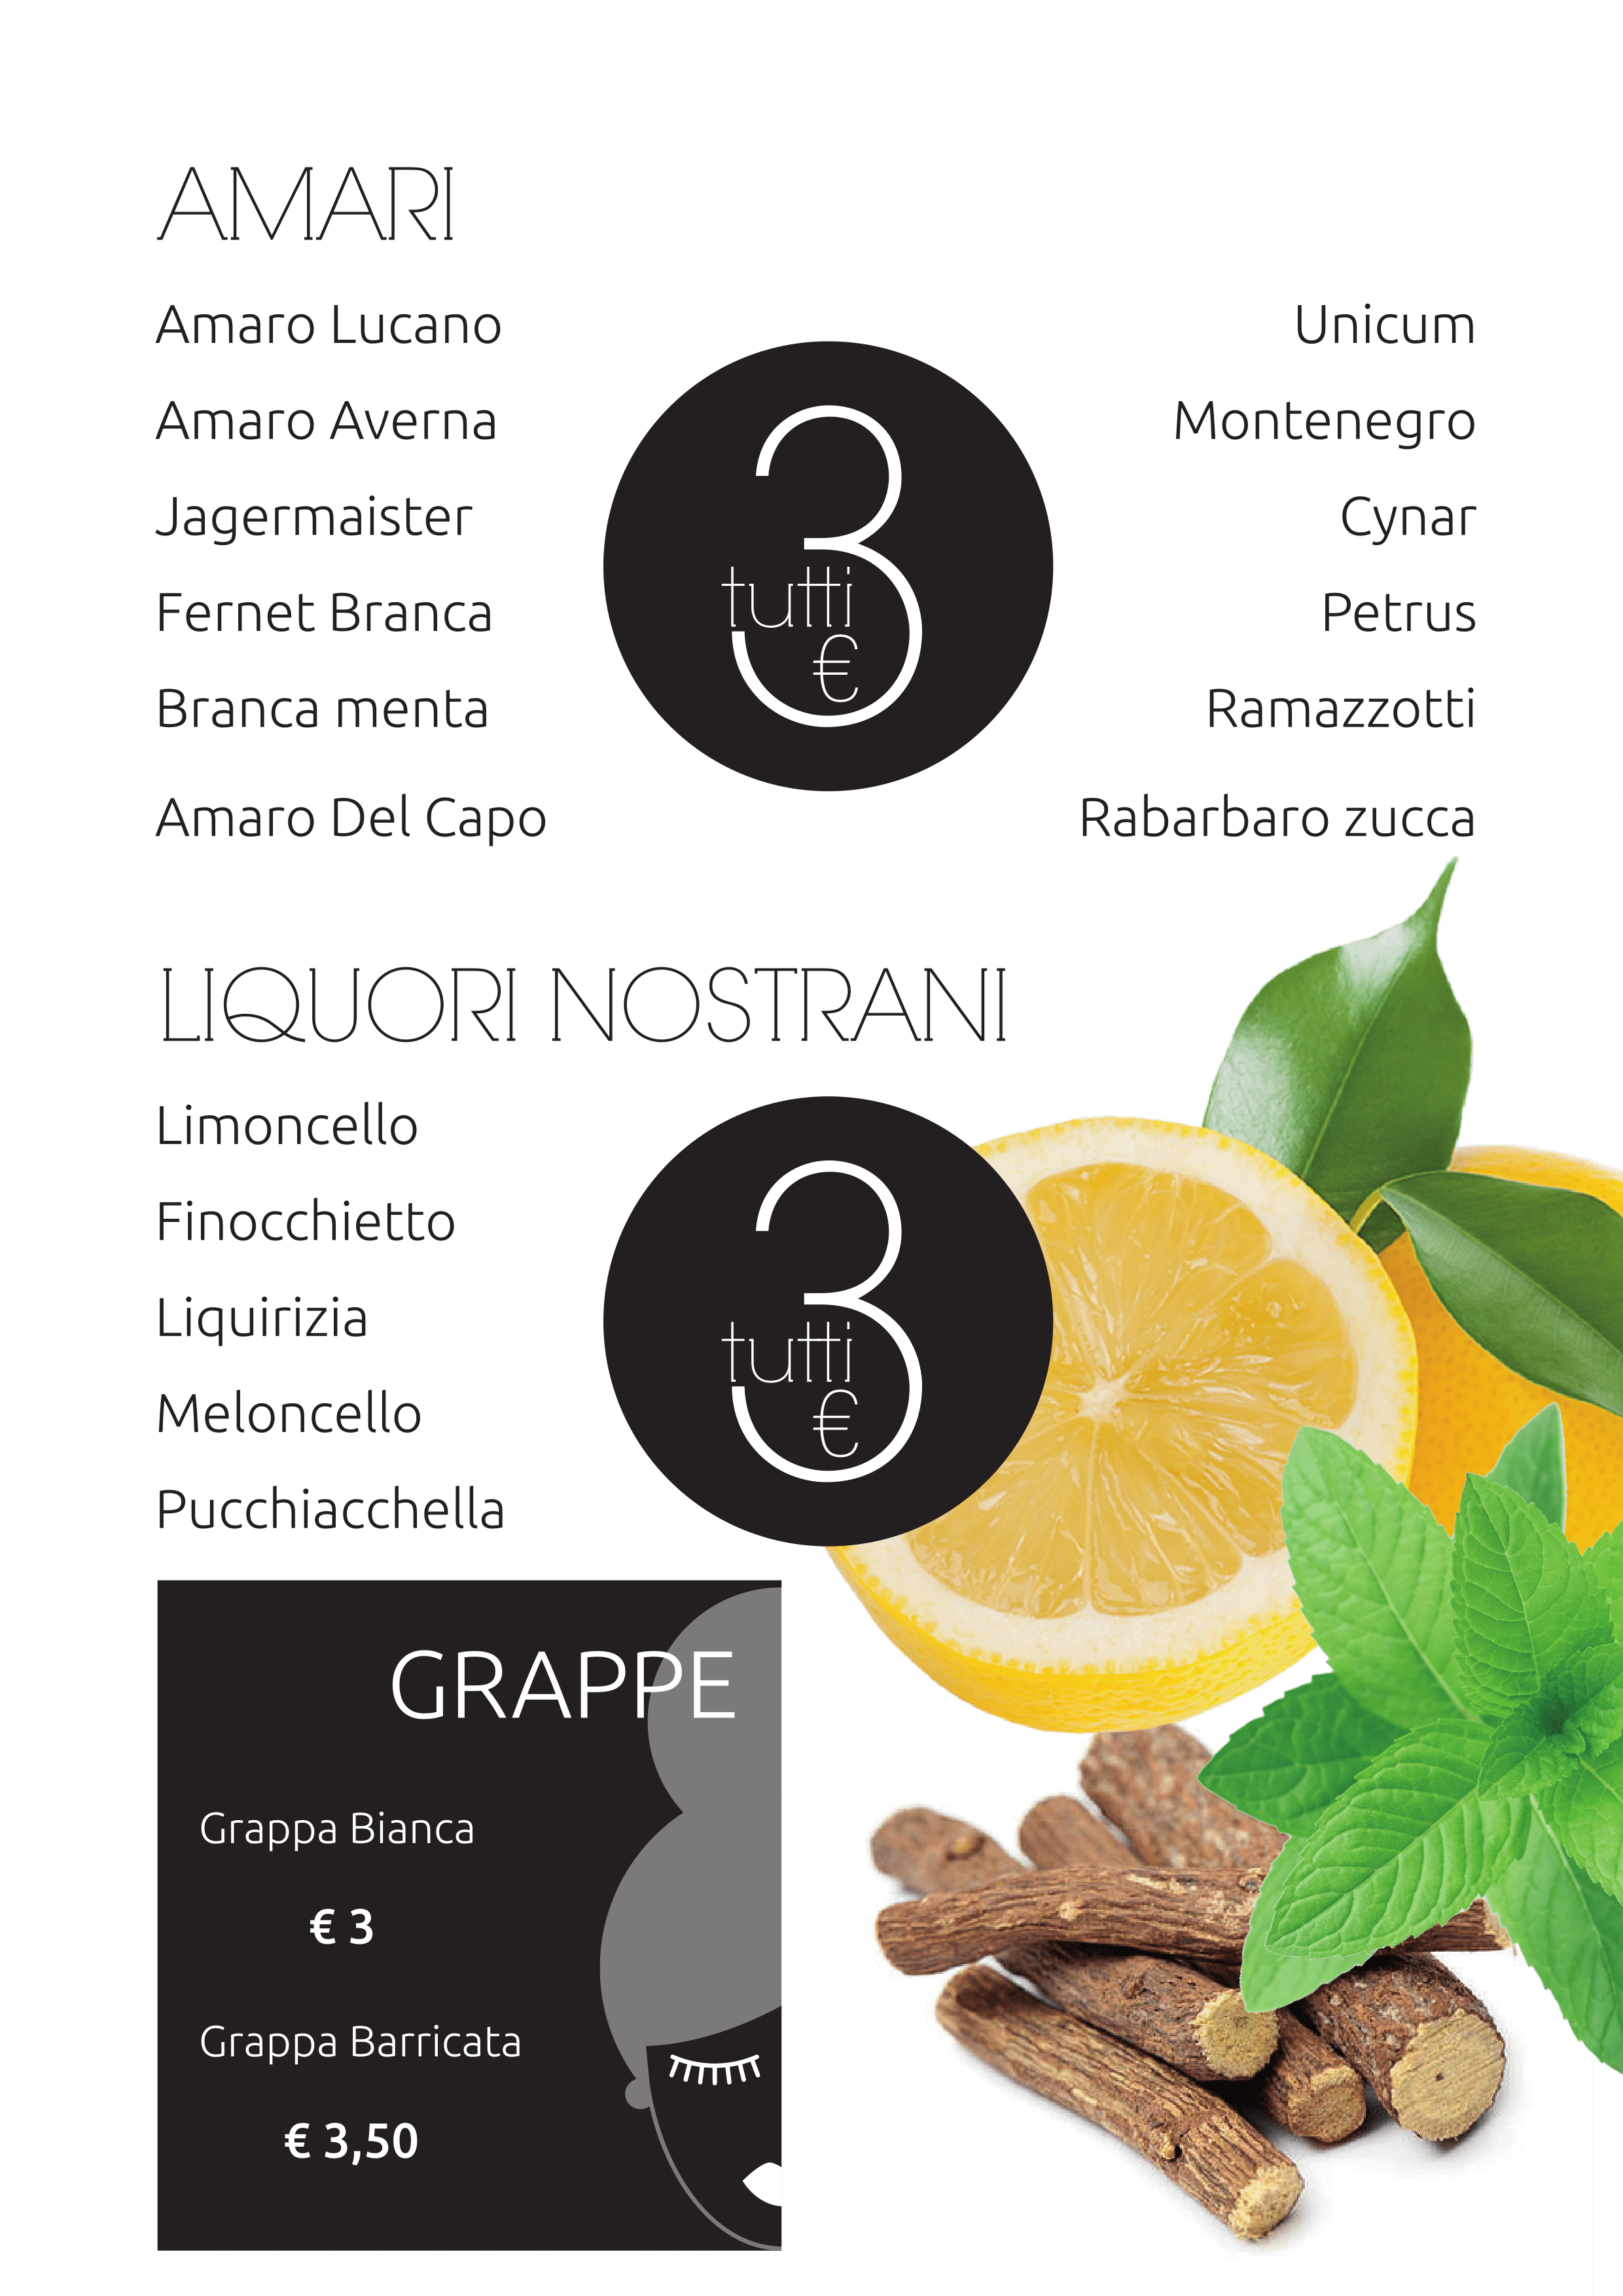 AMARI
Amaro Lucano
Amaro Averna
Jagermaister
Fernet Branca
Branca menta
Amaro Del Capo
3
tutti
€
Unicum
Montenegro
Cynar
Petrus
Ramazzotti
Rabarbaro zucca
LIQUORI NOSTRANI
Limoncello
Finocchietto
Liquirizia
Meloncello
Pucchiacchella
3
tutti
€
GRAPPE
Grappa Bianca
€ 3
Grappa Barricata
€ 3,50